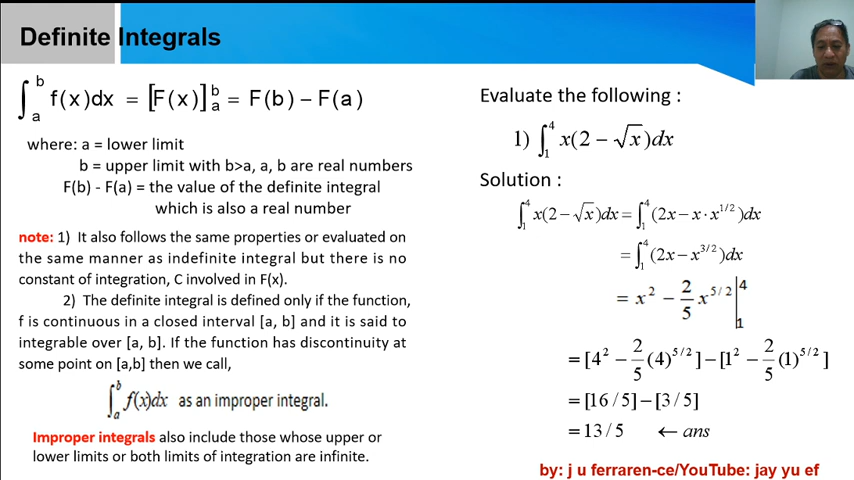 Definite Integrals
∫ₐᵇ f(x)dx = [F(x)]ₐᵇ = F(b) – F(a)
where: a = lower limit
b = upper limit with b>a, a, b are real numbers
F(b) - F(a) = the value of the definite integral
which is also a real number
note: 1) It also follows the same properties or evaluated on
the same manner as indefinite integral but there is no
constant of integration, C involved in F(x).
2) The definite integral is defined only if the function,
f is continuous in a closed interval [a, b] and it is said to
integrable over [a, b]. If the function has discontinuity at
some point on [a,b] then we call,
∫ₐᵇ f(x)dx as an improper integral.
Improper integrals also include those whose upper or
lower limits or both limits of integration are infinite.
Evaluate the following :
1) ∫₁⁴ x(2 − √x)dx
Solution :
∫₁⁴ x(2 − √x)dx = ∫₁⁴ (2x − x · x^1/2)dx
= ∫₁⁴ (2x − x^3/2)dx
= x² − 2/5 x^5/2 |₁⁴
= [4² − 2/5 (4)^5/2] − [1² − 2/5 (1)^5/2]
= [16/5] − [3/5]
= 13/5 ← ans
by: j u ferraren-ce/YouTube: jay yu ef